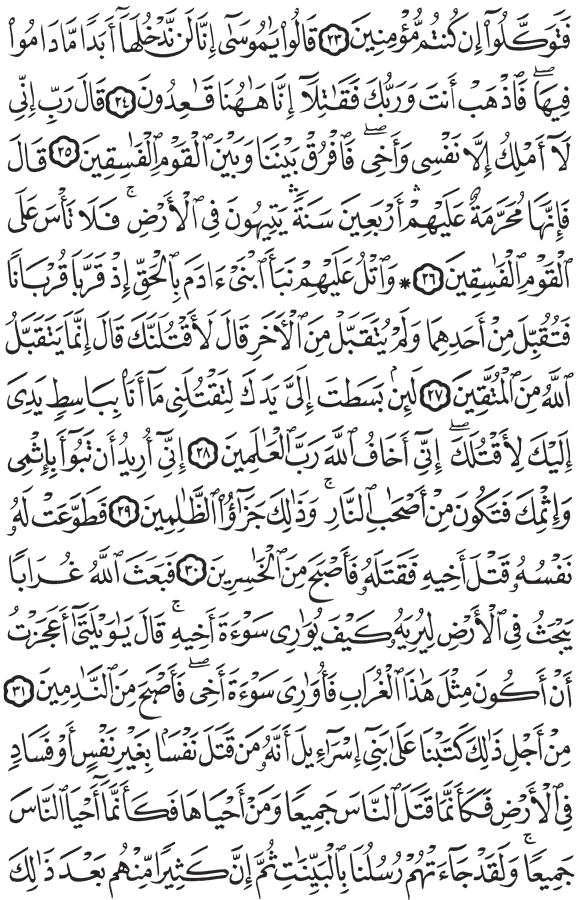 فَتَوَكَّلُوٓا۟ إِن كُنتُم مُّؤْمِنِينَ ٢٣ قَالُوا۟ يَٰمُوسَىٰٓ إِنَّا لَن نَّدْخُلَهَآ أَبَدًا مَّا دَامُوا۟
فِيهَا ۖ فَٱذْهَبْ أَنتَ وَرَبُّكَ فَقَٰتِلَآ إِنَّا هَٰهُنَا قَٰعِدُونَ ٢٤ قَالَ رَبِّ إِنِّى
لَآ أَمْلِكُ إِلَّا نَفْسِى وَأَخِى ۖ فَٱفْرُقْ بَيْنَنَا وَبَيْنَ ٱلْقَوْمِ ٱلْفَٰسِقِينَ ٢٥ قَالَ
فَإِنَّهَا مُحَرَّمَةٌ عَلَيْهِمْ ۛ أَرْبَعِينَ سَنَةً ۛ يَتِيهُونَ فِى ٱلْأَرْضِ ۚ فَلَا تَأْسَ عَلَى
ٱلْقَوْمِ ٱلْفَٰسِقِينَ ٢٦ * وَٱتْلُ عَلَيْهِمْ نَبَأَ ٱبْنَىْ ءَادَمَ بِٱلْحَقِّ إِذْ قَرَّبَا قُرْبَانًا
فَتُقُبِّلَ مِنْ أَحَدِهِمَا وَلَمْ يُتَقَبَّلْ مِنَ ٱلْءَاخَرِ قَالَ لَأَقْتُلَنَّكَ قَالَ إِنَّمَا يَتَقَبَّلُ
ٱللَّهُ مِنَ ٱلْمُتَّقِينَ ٢٧ لَئِنۢ بَسَطتَ إِلَىَّ يَدَكَ لِتَقْتُلَنِى مَآ أَنَا۠ بِبَاسِطٍ يَدِىَ
إِلَيْكَ لِأَقْتُلَكَ ۖ إِنِّىٓ أَخَافُ ٱللَّهَ رَبَّ ٱلْعَٰلَمِينَ ٢٨ إِنِّىٓ أُرِيدُ أَن تَبُوٓأَ بِإِثْمِى
وَإِثْمِكَ فَتَكُونَ مِنْ أَصْحَٰبِ ٱلنَّارِ ۚ وَذَٰلِكَ جَزَٰٓؤُا۟ ٱلظَّٰلِمِينَ ٢٩ فَطَوَّعَتْ لَهُۥ
نَفْسُهُۥ قَتْلَ أَخِيهِ فَقَتَلَهُۥ فَأَصْبَحَ مِنَ ٱلْخَٰسِرِينَ ٣٠ فَبَعَثَ ٱللَّهُ غُرَابًا
يَبْحَثُ فِى ٱلْأَرْضِ لِيُرِيَهُۥ كَيْفَ يُوَٰرِى سَوْءَةَ أَخِيهِ ۚ قَالَ يَٰوَيْلَتَىٰٓ أَعَجَزْتُ
أَنْ أَكُونَ مِثْلَ هَٰذَا ٱلْغُرَابِ فَأُوَٰرِىَ سَوْءَةَ أَخِى ۖ فَأَصْبَحَ مِنَ ٱلنَّٰدِمِينَ ٣١
مِنْ أَجْلِ ذَٰلِكَ كَتَبْنَا عَلَىٰ بَنِىٓ إِسْرَٰٓءِيلَ أَنَّهُۥ مَن قَتَلَ نَفْسًۢا بِغَيْرِ نَفْسٍ أَوْ فَسَادٍ
فِى ٱلْأَرْضِ فَكَأَنَّمَا قَتَلَ ٱلنَّاسَ جَمِيعًا وَمَنْ أَحْيَاهَا فَكَأَنَّمَآ أَحْيَا ٱلنَّاسَ
جَمِيعًا ۚ وَلَقَدْ جَآءَتْهُمْ رُسُلُنَا بِٱلْبَيِّنَٰتِ ثُمَّ إِنَّ كَثِيرًا مِّنْهُم بَعْدَ ذَٰلِكَ